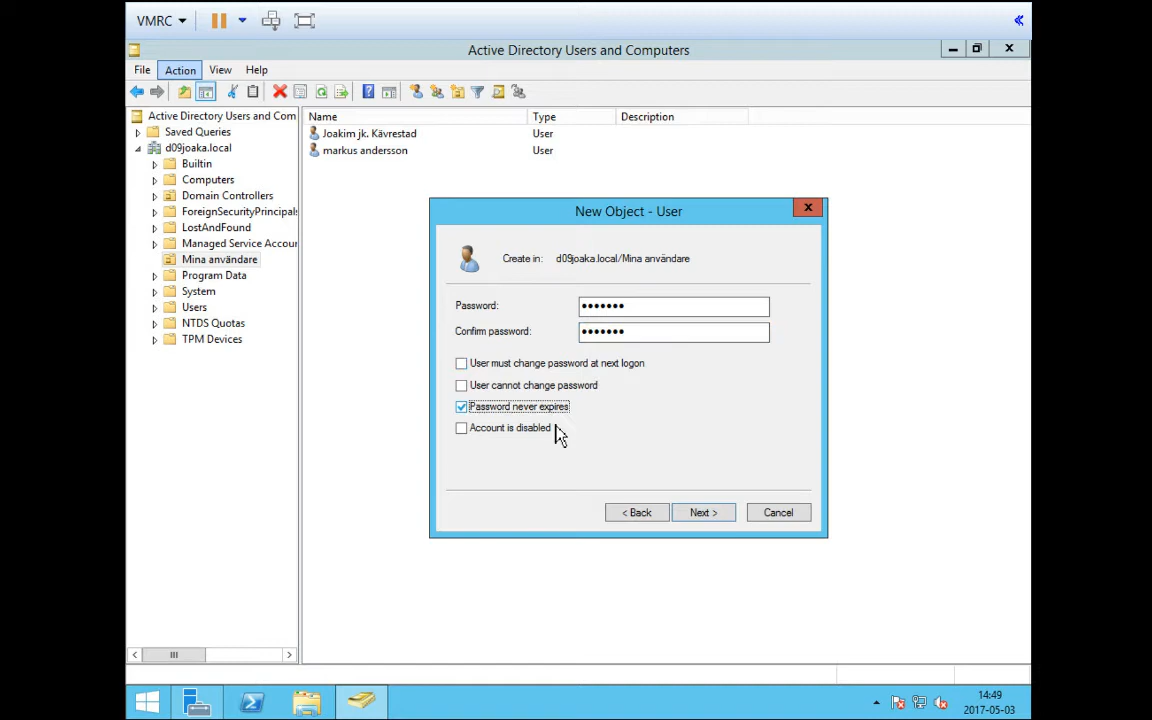 VMRC
Active Directory Users and Computers
File Action View Help
Active Directory Users and Com
Saved Queries
d09joaka.local
Builtin
Computers
Domain Controllers
ForeignSecurityPrincipals
LostAndFound
Managed Service Accour
Mina användare
Program Data
System
Users
NTDS Quotas
TPM Devices
Name Type Description
Joakim jk. Kävrestad User
markus andersson User
New Object - User
Create in: d09joaka.local/Mina användare
Password: •••••••
Confirm password: •••••••
User must change password at next logon
User cannot change password
Password never expires
Account is disabled
< Back Next > Cancel
14:49
2017-05-03